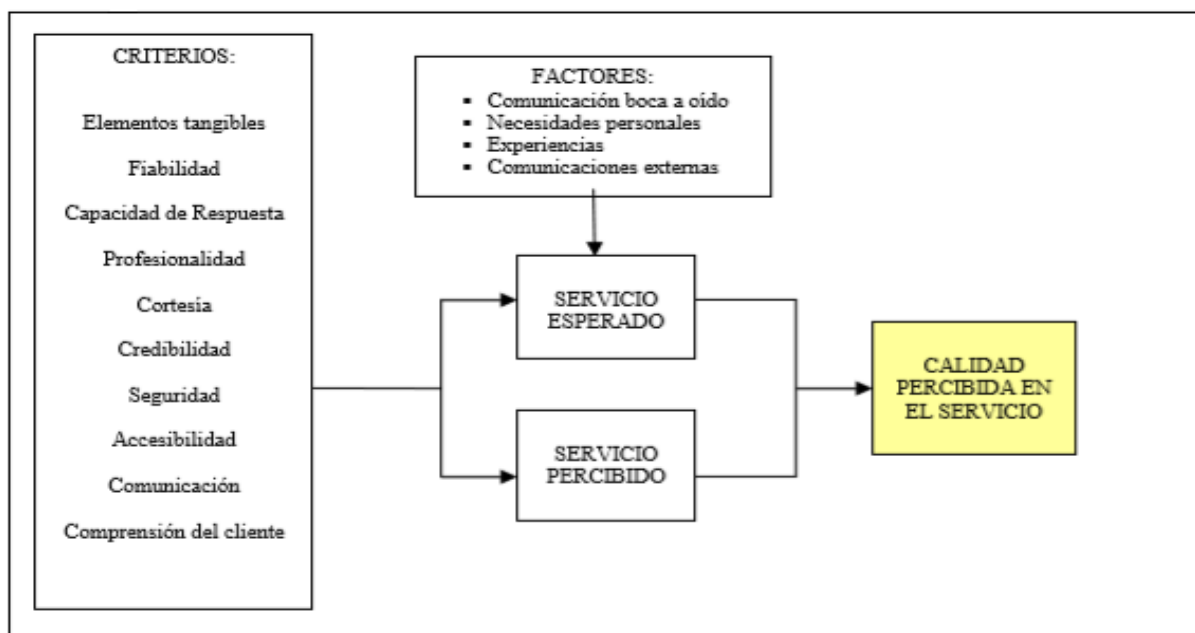 CRITERIOS:
Elementos tangibles
Fiabilidad
Capacidad de Respuesta
Profesionalidad
Cortesía
Credibilidad
Seguridad
Accesibilidad
Comunicación
Comprensión del cliente
FACTORES:
▪ Comunicación boca a oído
▪ Necesidades personales
▪ Experiencias
▪ Comunicaciones externas
SERVICIO
ESPERADO
SERVICIO
PERCIBIDO
CALIDAD
PERCIBIDA EN
EL SERVICIO